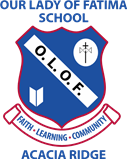 OUR LADY OF FATIMA
SCHOOL
O.L.O.F.
FAITH - LEARNING - COMMUNITY
ACACIA RIDGE